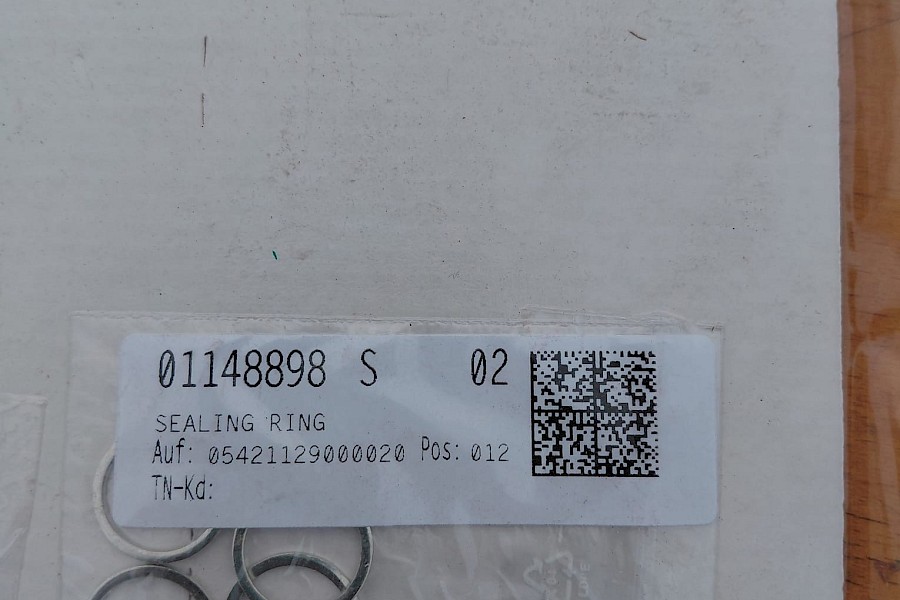 01148898 S 02
SEALING RING
Auf: 05421129000020 Pos: 012
TN-Kd: